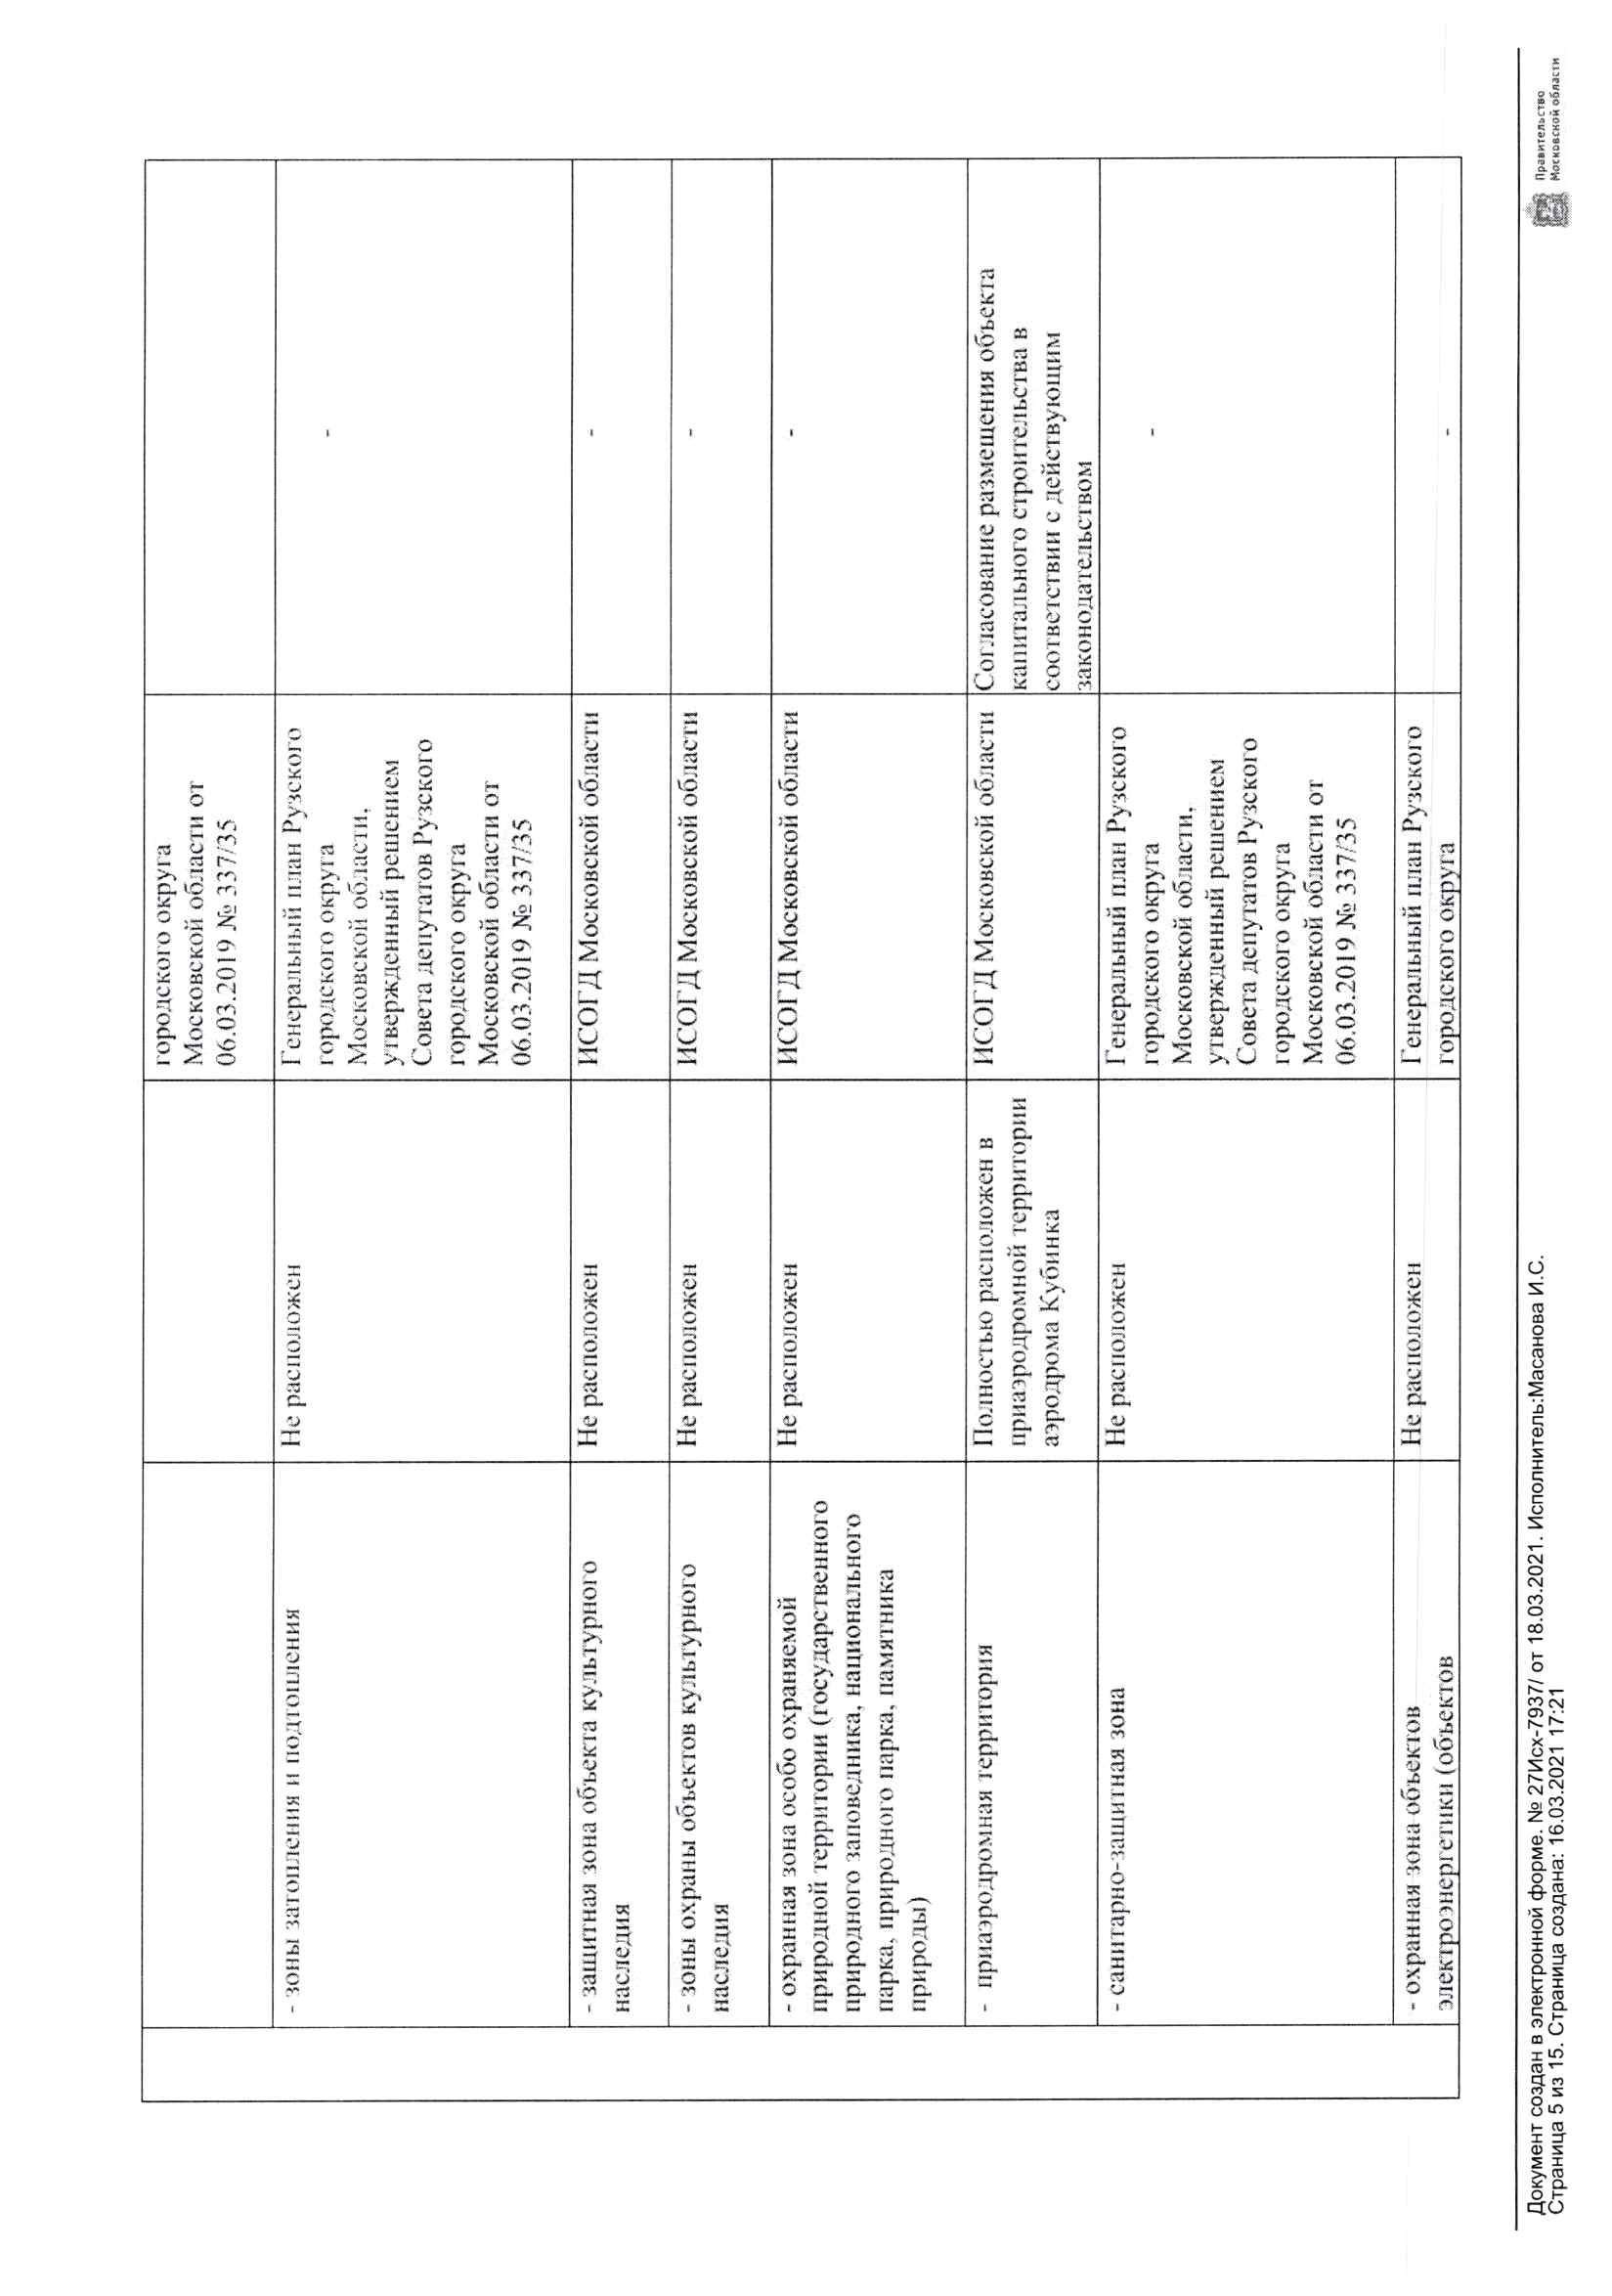 городского округа
Московской области от
06.03.2019 № 337/35
- зоны затопления и подтопления
Не расположен
Генеральный план Рузского
городского округа
Московской области,
утвержденный решением
Совета депутатов Рузского
городского округа
Московской области от
06.03.2019 № 337/35
-
- защитная зона объекта культурного
наследия
Не расположен
ИСОГД Московской области
-
- зоны охраны объектов культурного
наследия
Не расположен
ИСОГД Московской области
-
- охранная зона особо охраняемой
природной территории (государственного
природного заповедника, национального
парка, природного парка, памятника
природы)
Не расположен
ИСОГД Московской области
-
- приаэродромная территория
Полностью расположен в
приаэродромной территории
аэродрома Кубинка
ИСОГД Московской области
Согласование размещения объекта
капитального строительства в
соответствии с действующим
законодательством
- санитарно-защитная зона
Не расположен
Генеральный план Рузского
городского округа
Московской области,
утвержденный решением
Совета депутатов Рузского
городского округа
Московской области от
06.03.2019 № 337/35
-
- охранная зона объектов
электроэнергетики (объектов
Не расположен
Генеральный план Рузского
городского округа
-
Документ создан в электронной форме. № 27Исх-7937/ от 18.03.2021. Исполнитель:Масанова И.С.
Страница 5 из 15. Страница создана: 16.03.2021 17:21
Правительство
Московской области